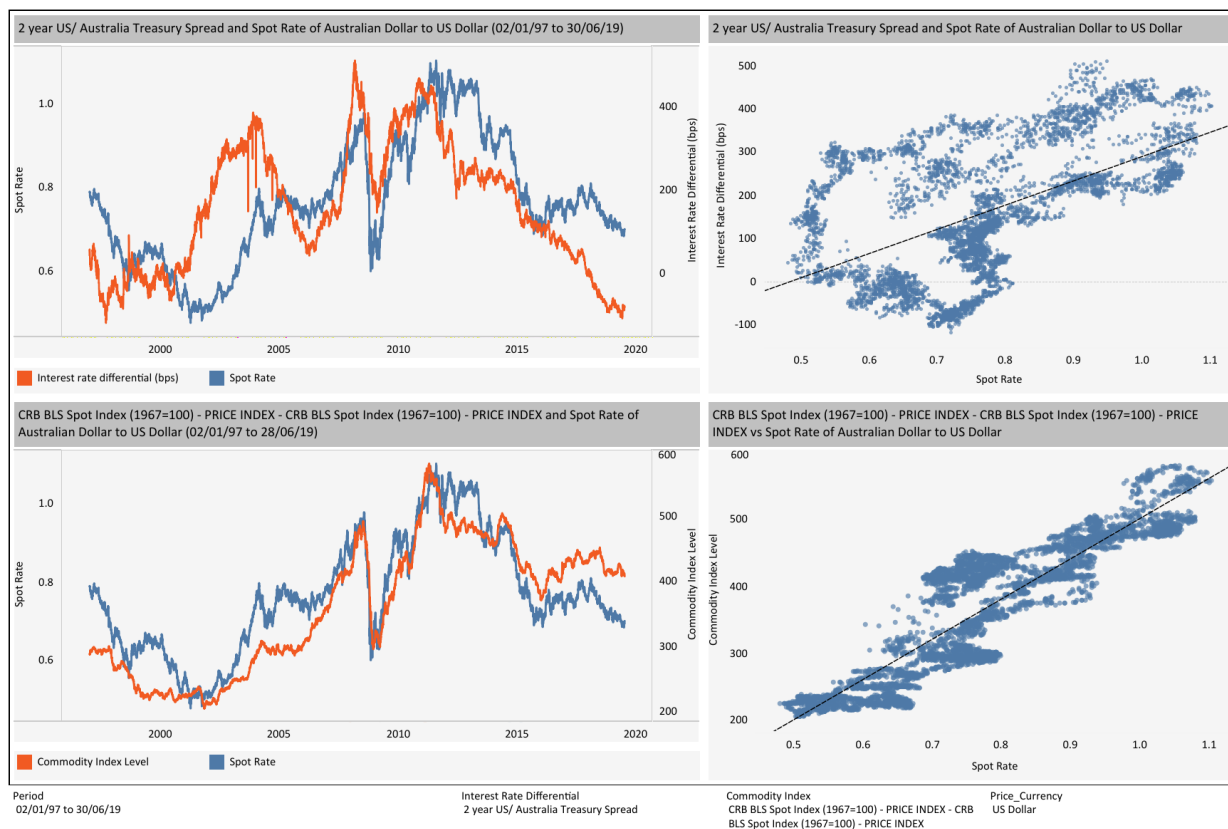 2 year US/ Australia Treasury Spread and Spot Rate of Australian Dollar to US Dollar (02/01/97 to 30/06/19)
Spot Rate
1.0
0.8
0.6
400
200
0
Interest Rate Differential (bps)
2000
2005
2010
2015
2020
Interest rate differential (bps)
Spot Rate
2 year US/ Australia Treasury Spread and Spot Rate of Australian Dollar to US Dollar
Interest Rate Differential (bps)
500
400
300
200
100
0
-100
0.5
0.6
0.7
0.8
0.9
1.0
1.1
Spot Rate
CRB BLS Spot Index (1967=100) - PRICE INDEX - CRB BLS Spot Index (1967=100) - PRICE INDEX and Spot Rate of
Australian Dollar to US Dollar (02/01/97 to 28/06/19)
Spot Rate
1.0
0.8
0.6
600
500
400
300
200
Commodity Index Level
2000
2005
2010
2015
2020
Commodity Index Level
Spot Rate
CRB BLS Spot Index (1967=100) - PRICE INDEX - CRB BLS Spot Index (1967=100) - PRICE
INDEX vs Spot Rate of Australian Dollar to US Dollar
Commodity Index Level
600
500
400
300
200
0.5
0.6
0.7
0.8
0.9
1.0
1.1
Spot Rate
Period
02/01/97 to 30/06/19
Interest Rate Differential
2 year US/ Australia Treasury Spread
Commodity Index
CRB BLS Spot Index (1967=100) - PRICE INDEX - CRB
BLS Spot Index (1967=100) - PRICE INDEX
Price_Currency
US Dollar